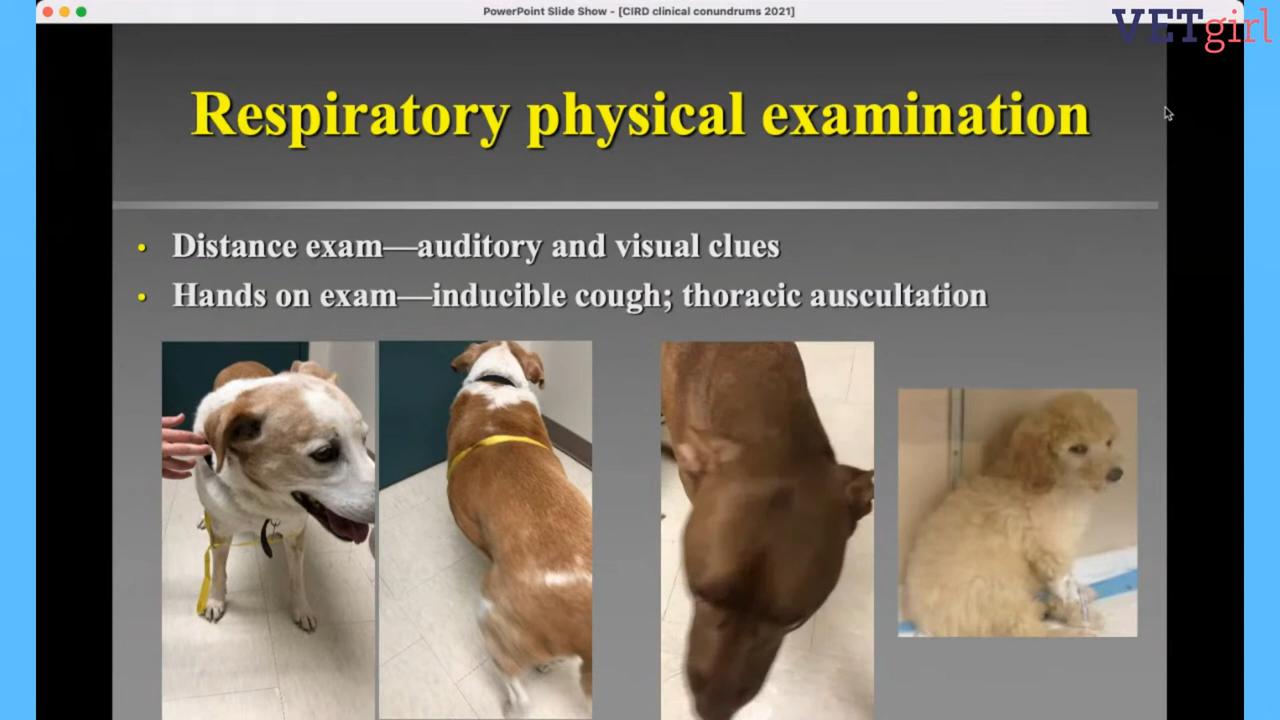 PowerPoint Slide Show - [CIRD clinical conundrums 2021]
VETgirl
Respiratory physical examination
• Distance exam—auditory and visual clues
• Hands on exam—inducible cough; thoracic auscultation